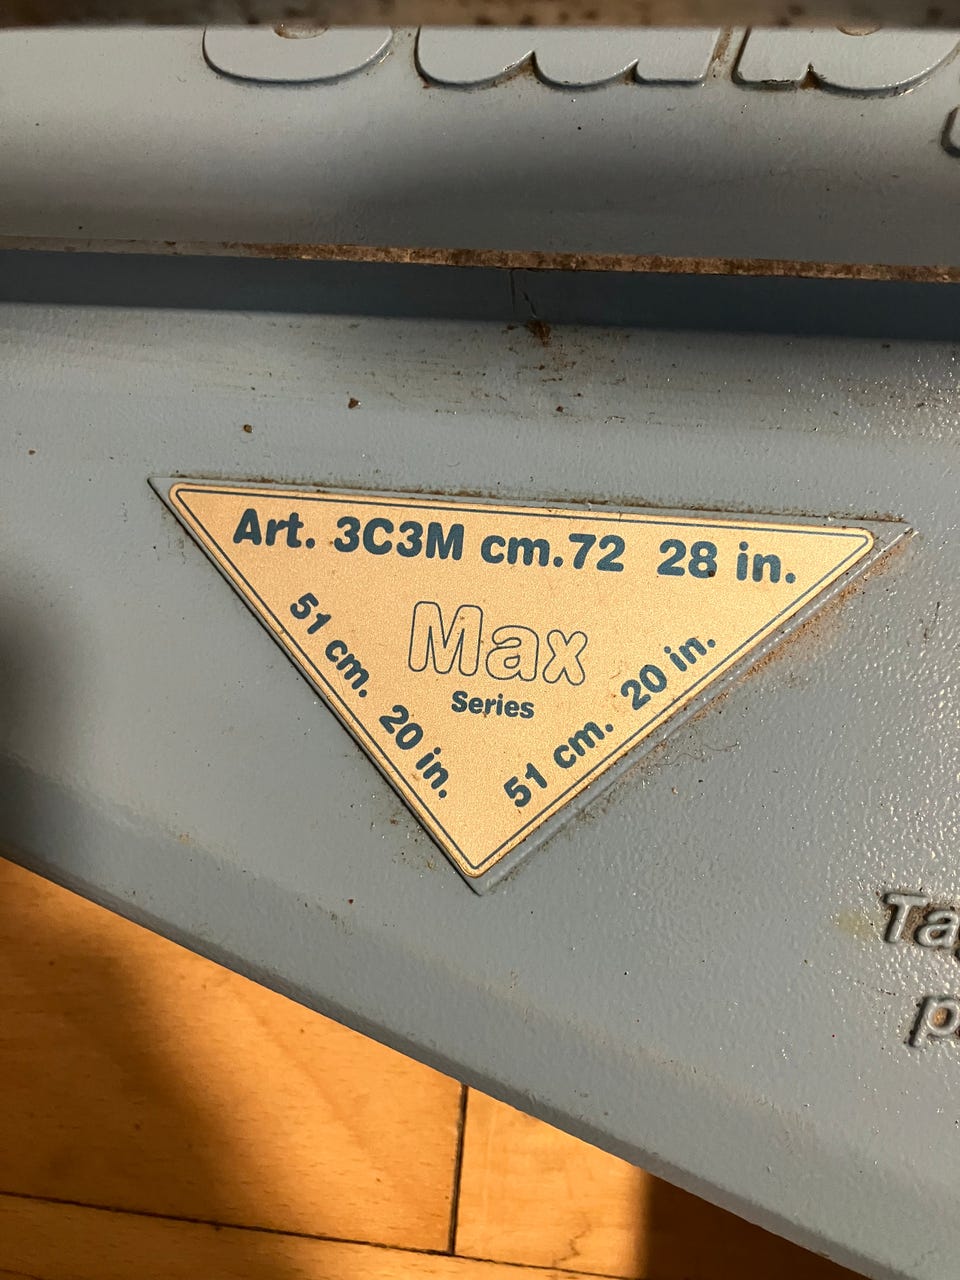 Art. 3C3M cm.72 28 in.
51 cm. 20 in.
Max
Series
51 cm. 20 in.